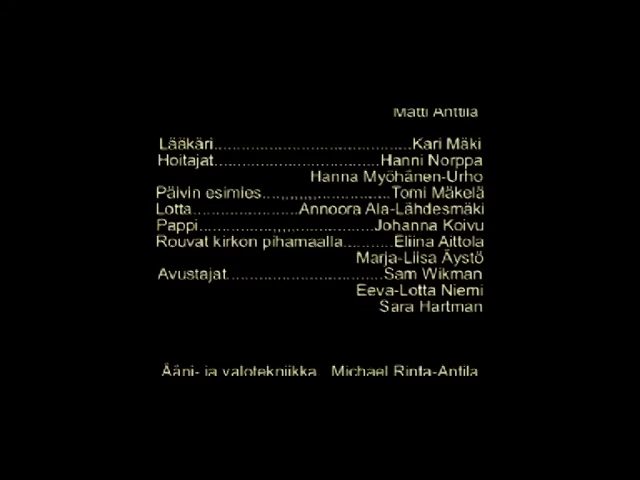 Matti Anttila
Lääkäri...........................................Kari Mäki
Hoitajat....................................Hanni Norppa
Hanna Myöhänen-Urho
Päivin esimies....,,,,,,,,................Tomi Mäkelä
Lotta.......................Annoora Ala-Lähdesmäki
Pappi................,,,,,.................Johanna Koivu
Rouvat kirkon pihamaalla...........Eliina Aittola
Marja-Liisa Äystö
Avustajat..................................Sam Wikman
Eeva-Lotta Niemi
Sara Hartman
Ääni- ja valotekniikka Michael Rinta-Antila